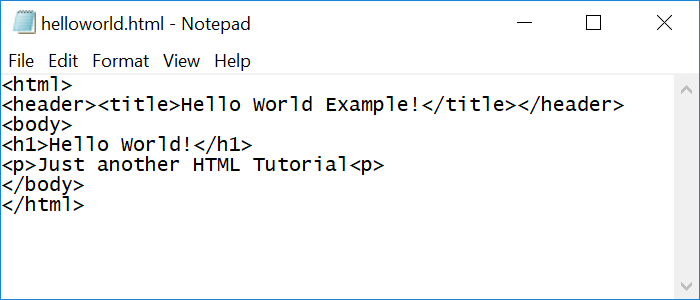 helloworld.html - Notepad
File Edit Format View Help
<html>
<header><title>Hello World Example!</title></header>
<body>
<h1>Hello World!</h1>
<p>Just another HTML Tutorial<p>
</body>
</html>